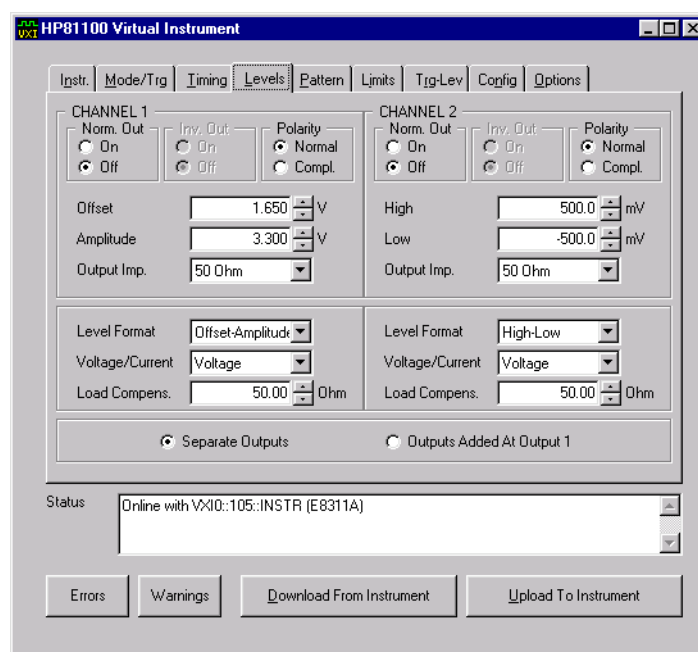 VXI HP81100 Virtual Instrument
Instr. Mode/Trg Timing Levels Pattern Limits Trg-Lev Config Options
CHANNEL 1 CHANNEL 2
Norm. Out Inv. Out Polarity Norm. Out Inv. Out Polarity
On On Normal On On Normal
Off Off Compl. Off Off Compl.
Offset 1.650 V High 500.0 mV
Amplitude 3.300 V Low -500.0 mV
Output Imp. 50 Ohm Output Imp. 50 Ohm
Level Format Offset-Amplitude Level Format High-Low
Voltage/Current Voltage Voltage/Current Voltage
Load Compens. 50.00 Ohm Load Compens. 50.00 Ohm
Separate Outputs Outputs Added At Output 1
Status Online with VXI0::105::INSTR (E8311A)
Errors Warnings Download From Instrument Upload To Instrument